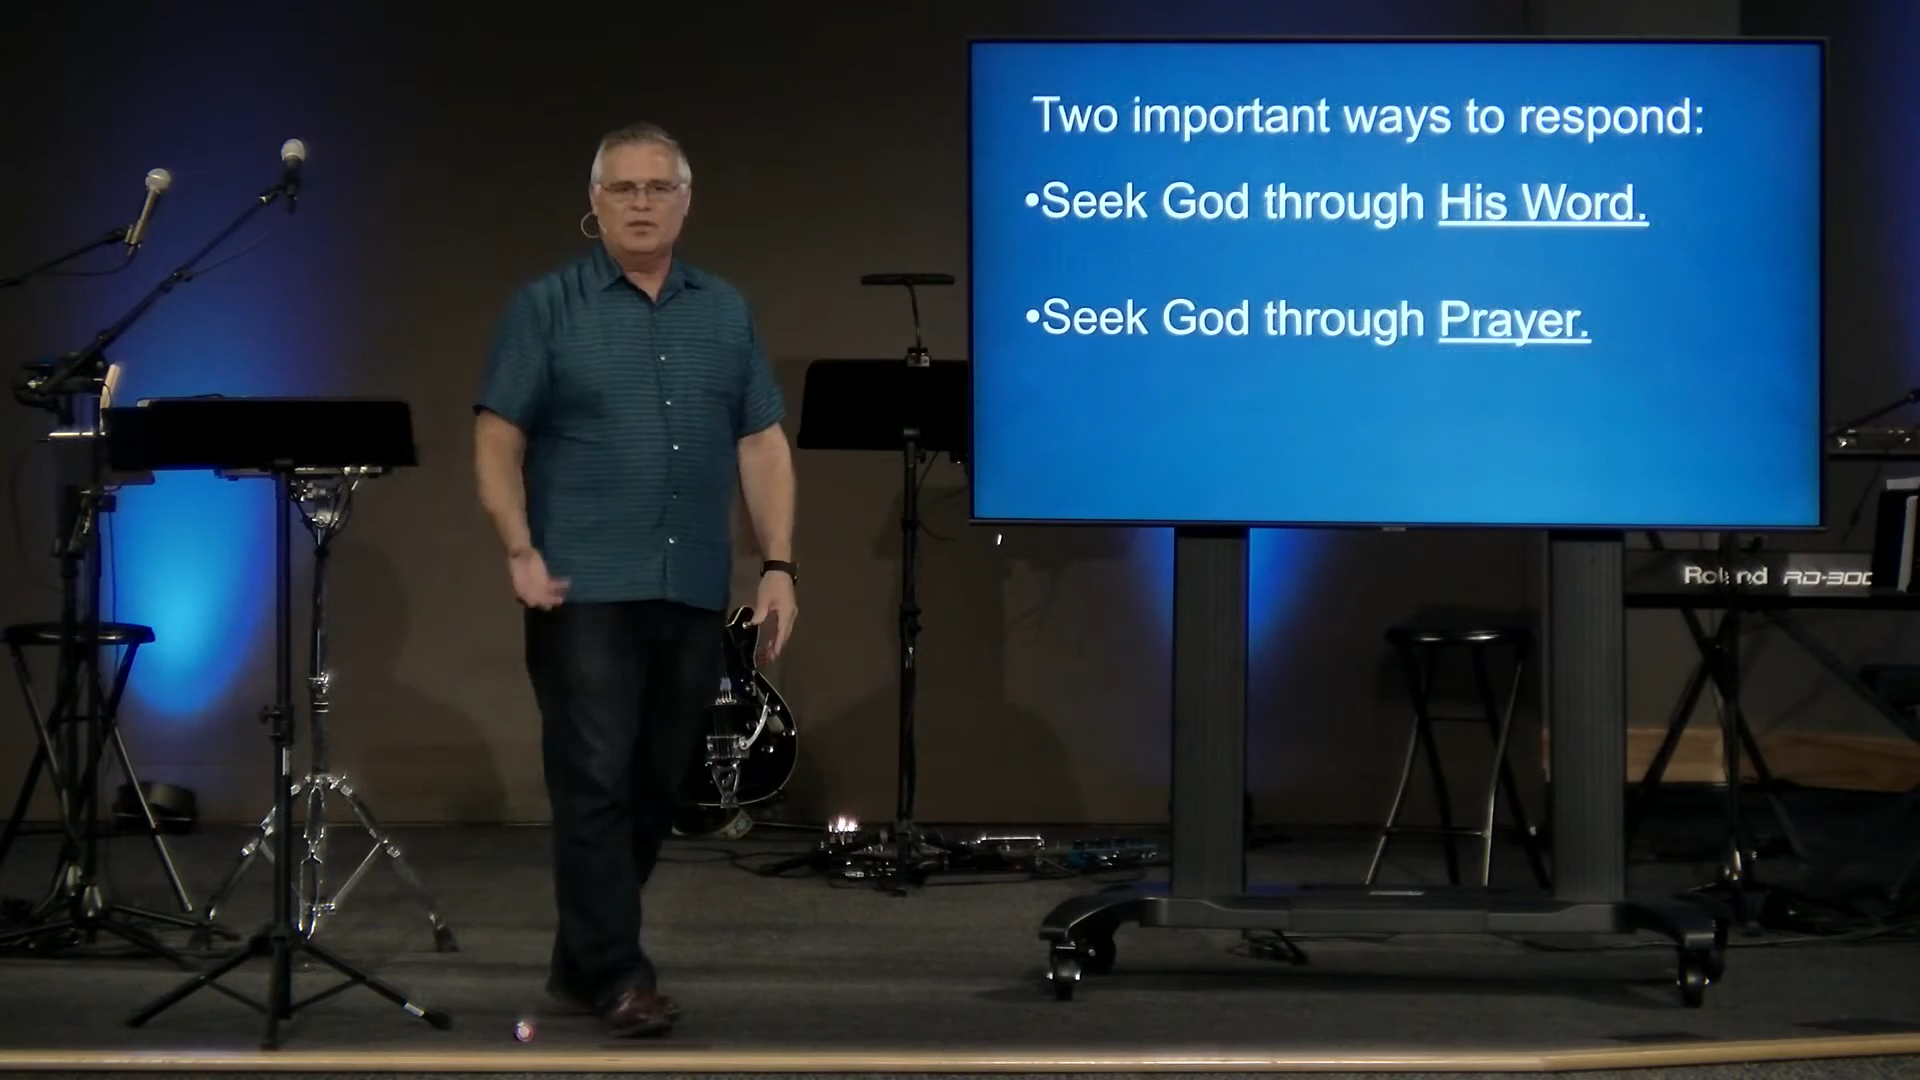 Two important ways to respond:
•Seek God through His Word.
•Seek God through Prayer.
Roland RD-300